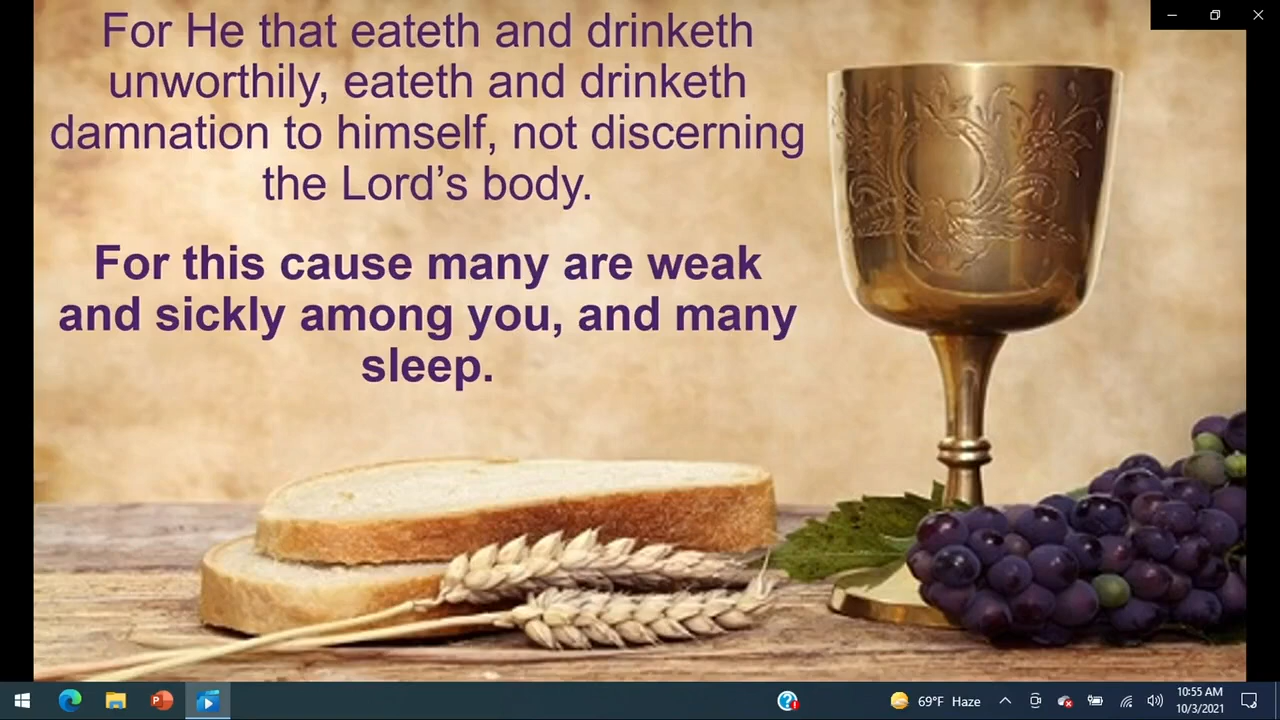 For He that eateth and drinketh
unworthily, eateth and drinketh
damnation to himself, not discerning
the Lord’s body.
For this cause many are weak
and sickly among you, and many
sleep.
69°F Haze
10:55 AM
10/3/2021